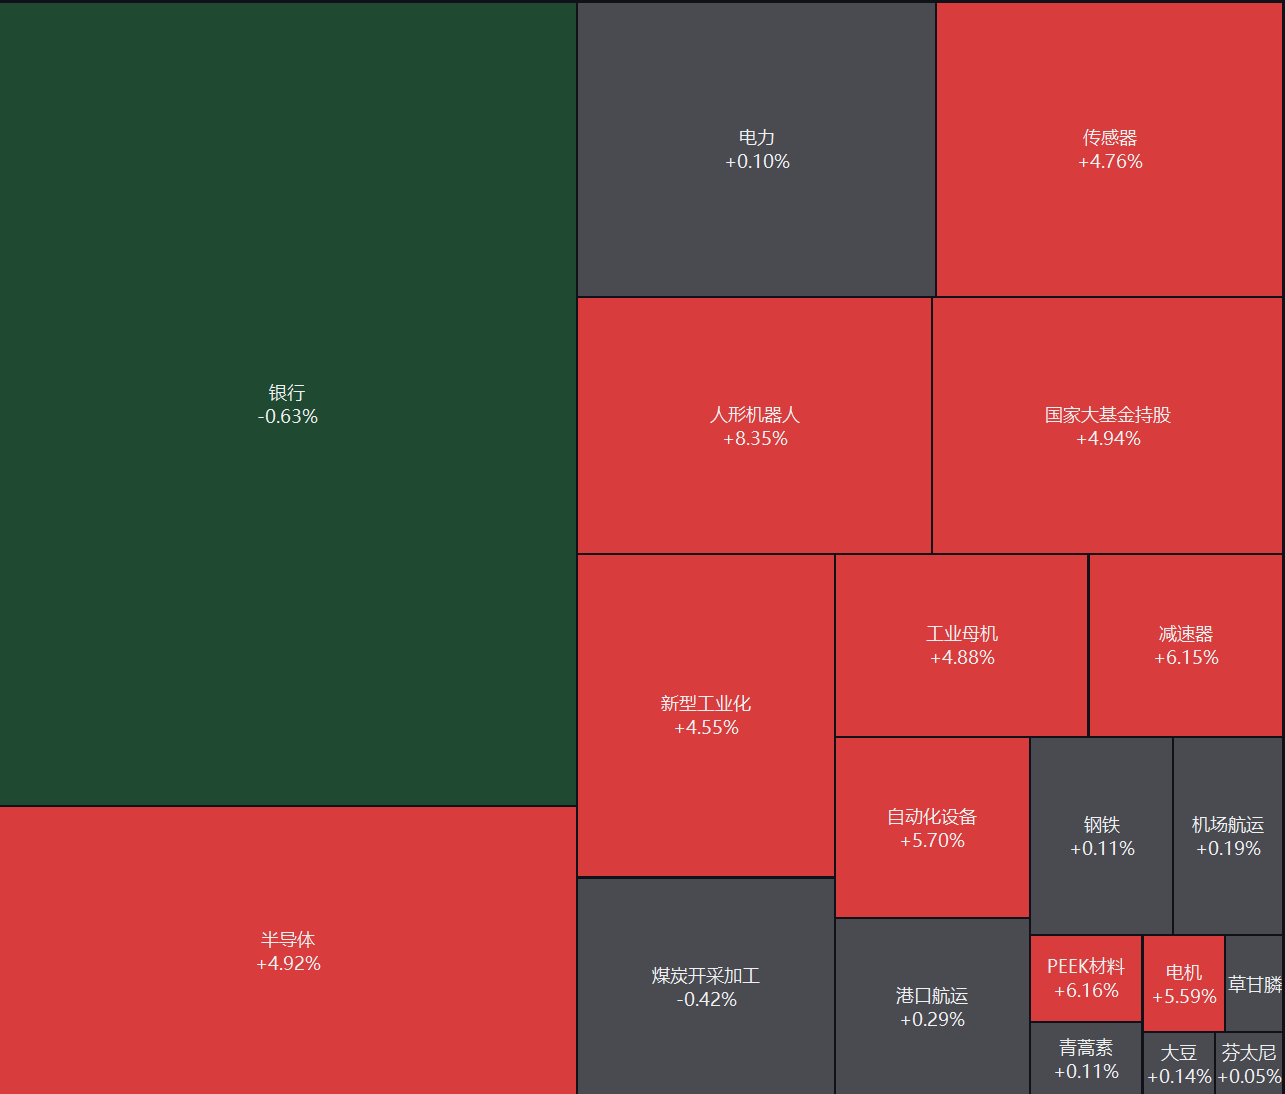 银行
-0.63%
电力
+0.10%
传感器
+4.76%
人形机器人
+8.35%
国家大基金持股
+4.94%
新型工业化
+4.55%
工业母机
+4.88%
减速器
+6.15%
自动化设备
+5.70%
钢铁
+0.11%
机场航运
+0.19%
半导体
+4.92%
煤炭开采加工
-0.42%
港口航运
+0.29%
PEEK材料
+6.16%
电机
+5.59%
草甘膦
青蒿素
+0.11%
大豆
+0.14%
芬太尼
+0.05%